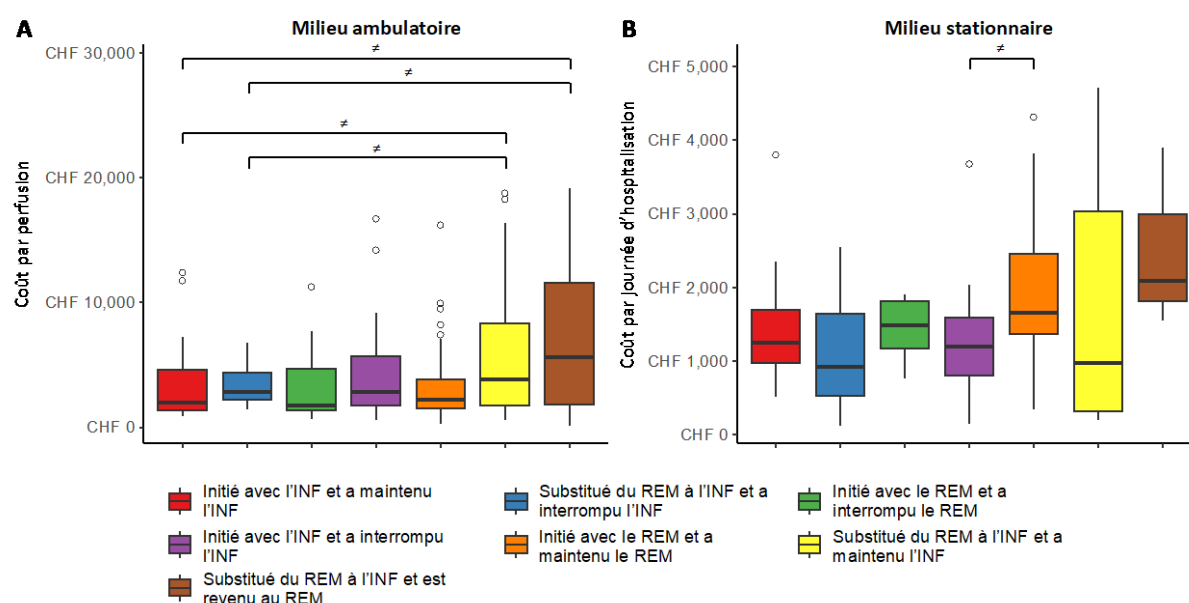 A
Milieu ambulatoire
CHF 30,000
CHF 20,000
CHF 10,000
CHF 0
Coût par perfusion
≠
≠
≠
≠
B
Milieu stationnaire
CHF 5,000
CHF 4,000
CHF 3,000
CHF 2,000
CHF 1,000
CHF 0
Coût par journée d'hospitalisation
≠
Initié avec l'INF et a maintenu
l'INF
Substitué du REM à l'INF et a
interrompu l'INF
Initié avec le REM et a
interrompu le REM
Initié avec l'INF et a interrompu
l'INF
Initié avec le REM et a
maintenu le REM
Substitué du REM à l'INF et a
maintenu l'INF
Substitué du REM à l'INF et est
revenu au REM